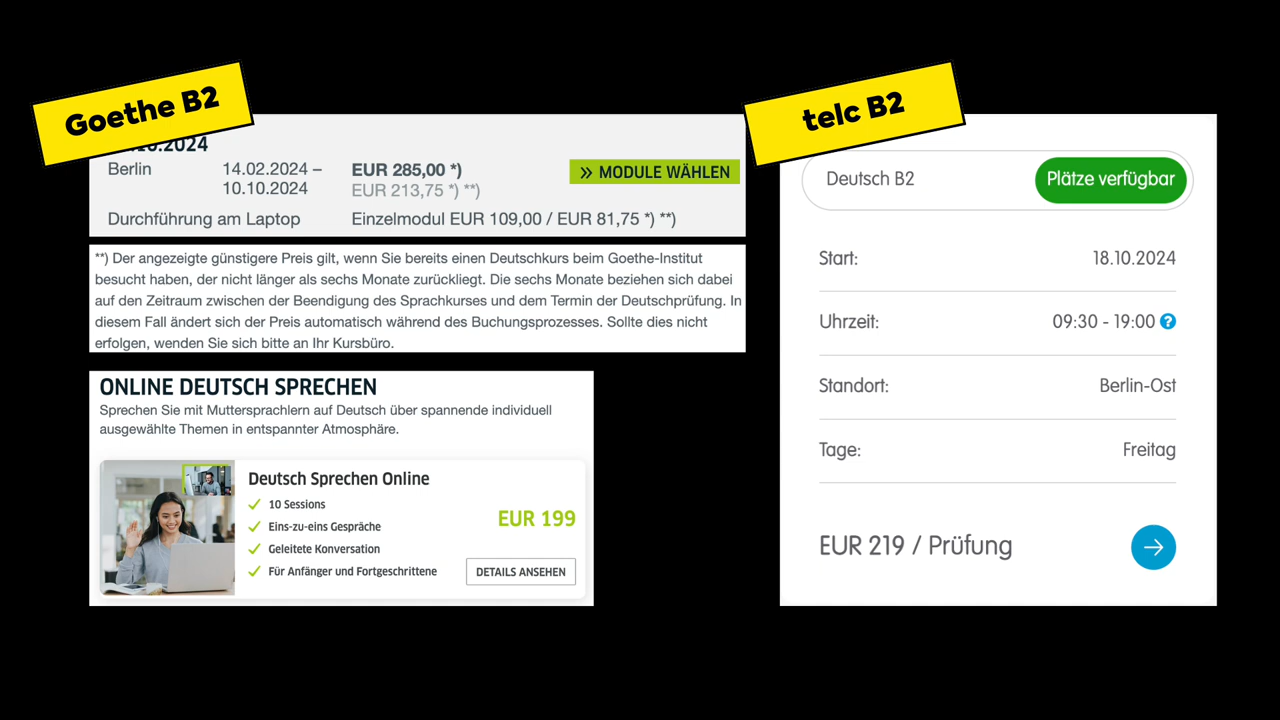 Goethe B2
Berlin
14.02.2024 –
10.10.2024
EUR 285,00 *)
EUR 213,75 *) **)
» MODULE WÄHLEN
Durchführung am Laptop
Einzelmodul EUR 109,00 / EUR 81,75 *) **)
**) Der angezeigte günstigere Preis gilt, wenn Sie bereits einen Deutschkurs beim Goethe-Institut
besucht haben, der nicht länger als sechs Monate zurückliegt. Die sechs Monate beziehen sich dabei
auf den Zeitraum zwischen der Beendigung des Sprachkurses und dem Termin der Deutschprüfung. In
diesem Fall ändert sich der Preis automatisch während des Buchungsprozesses. Sollte dies nicht
erfolgen, wenden Sie sich bitte an Ihr Kursbüro.
ONLINE DEUTSCH SPRECHEN
Sprechen Sie mit Muttersprachlern auf Deutsch über spannende individuell
ausgewählte Themen in entspannter Atmosphäre.
Deutsch Sprechen Online
10 Sessions
Eins-zu-eins Gespräche
Geleitete Konversation
Für Anfänger und Fortgeschrittene
EUR 199
DETAILS ANSEHEN
telc B2
Deutsch B2
Plätze verfügbar
Start:
18.10.2024
Uhrzeit:
09:30 - 19:00 ?
Standort:
Berlin-Ost
Tage:
Freitag
EUR 219 / Prüfung